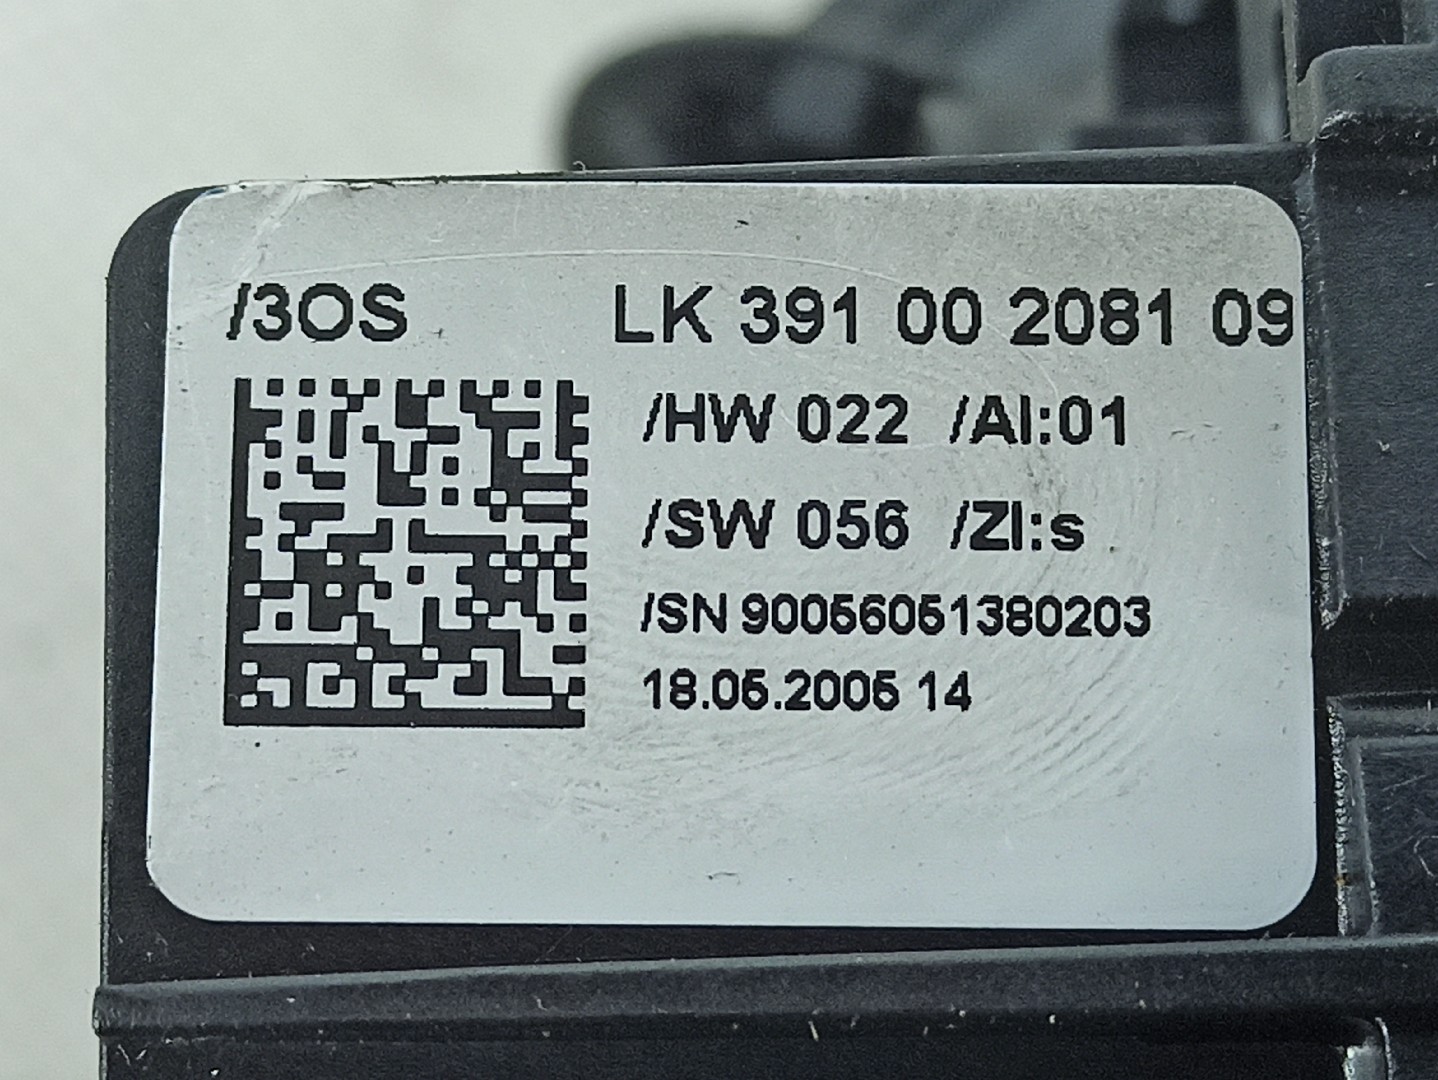 /3OS LK 391 00 2081 09
/HW 022 /AI:01
/SW 056 /ZI:s
/SN 90056051380203
18.05.2005 14